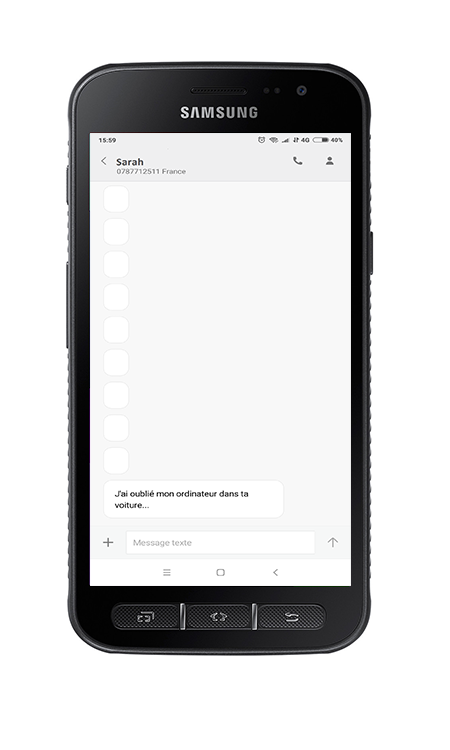 SAMSUNG
15:59 4G 40%
Sarah
0787712511 France
J'ai oublié mon ordinateur dans ta
voiture...
Message texte